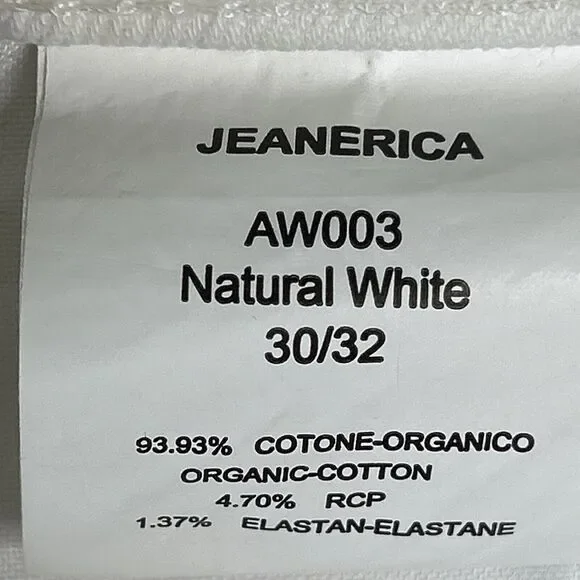 JEANERICA
AW003
Natural White
30/32
93.93% COTONE-ORGANICO
ORGANIC-COTTON
4.70% RCP
1.37% ELASTAN-ELASTANE